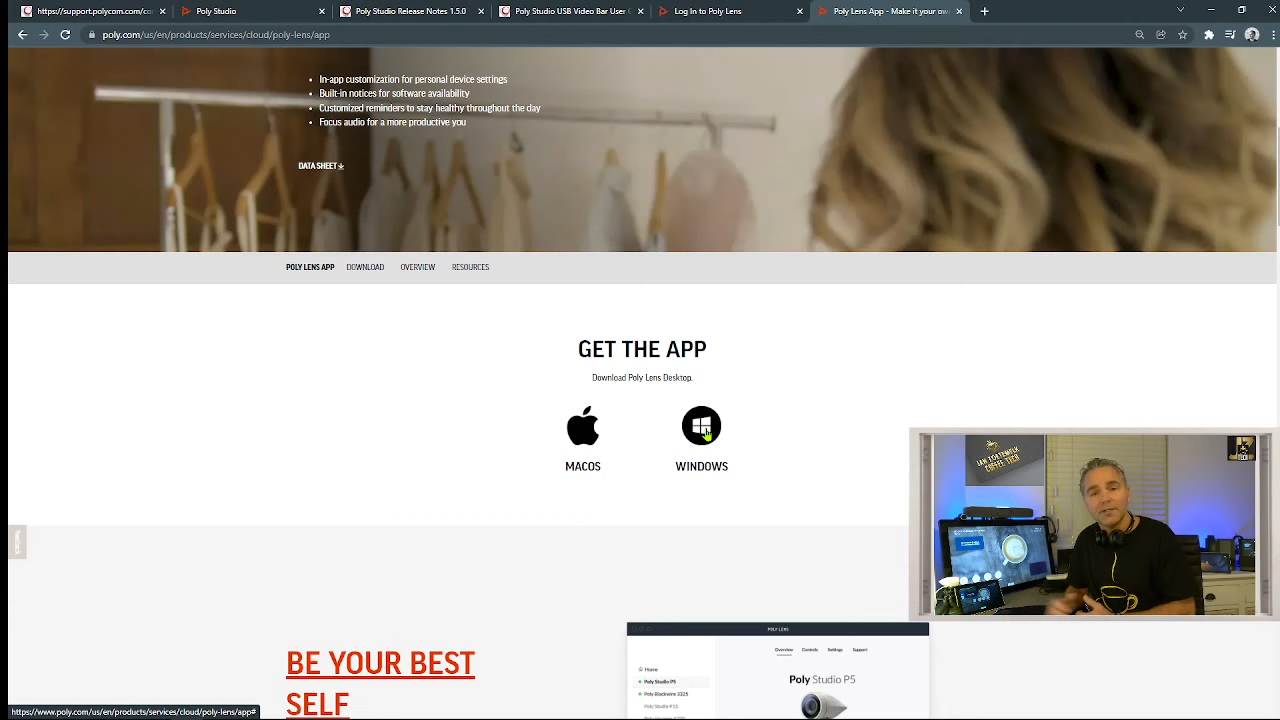 https://support.polycom.com/con
Poly Studio
Poly Studio Release Notes 1.5.0
Poly Studio USB Video Bar User G
Log In to Poly Lens
Poly Lens App - Make it your own
poly.com/us/en/products/services/cloud/poly-lens/app
In-app customization for personal device settings
Built-in notices for software availability
Customized reminders to stay healthy throughout the day
Focus audio for a more productive you
DATA SHEET
POLY LENS APP DOWNLOAD OVERVIEW RESOURCES
GET THE APP
Download Poly Lens Desktop.
MACOS WINDOWS
COFFEE TIER
BE YOUR BEST
SELF
POLY LENS
Overview Controls Settings Support
Home
Poly Studio P5
Poly Blackwire 3325
Poly Studio P15
Poly Studio P5
https://www.poly.com/us/en/products/services/cloud/poly-lens/app#